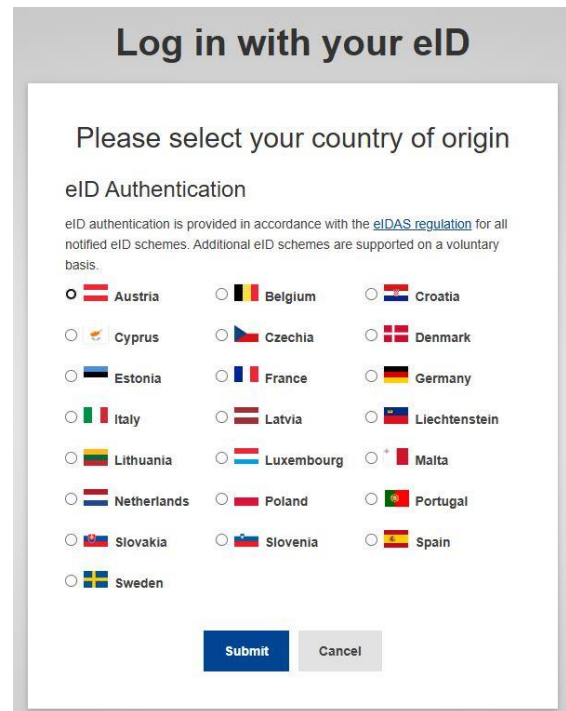 Log in with your eID
Please select your country of origin
eID Authentication
eID authentication is provided in accordance with the eIDAS regulation for all
notified eID schemes. Additional eID schemes are supported on a voluntary
basis.
Austria Belgium Croatia
Cyprus Czechia Denmark
Estonia France Germany
Italy Latvia Liechtenstein
Lithuania Luxembourg Malta
Netherlands Poland Portugal
Slovakia Slovenia Spain
Sweden
Submit Cancel